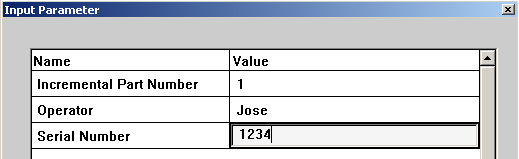 Input Parameter
Name Value
Incremental Part Number 1
Operator Jose
Serial Number 1234